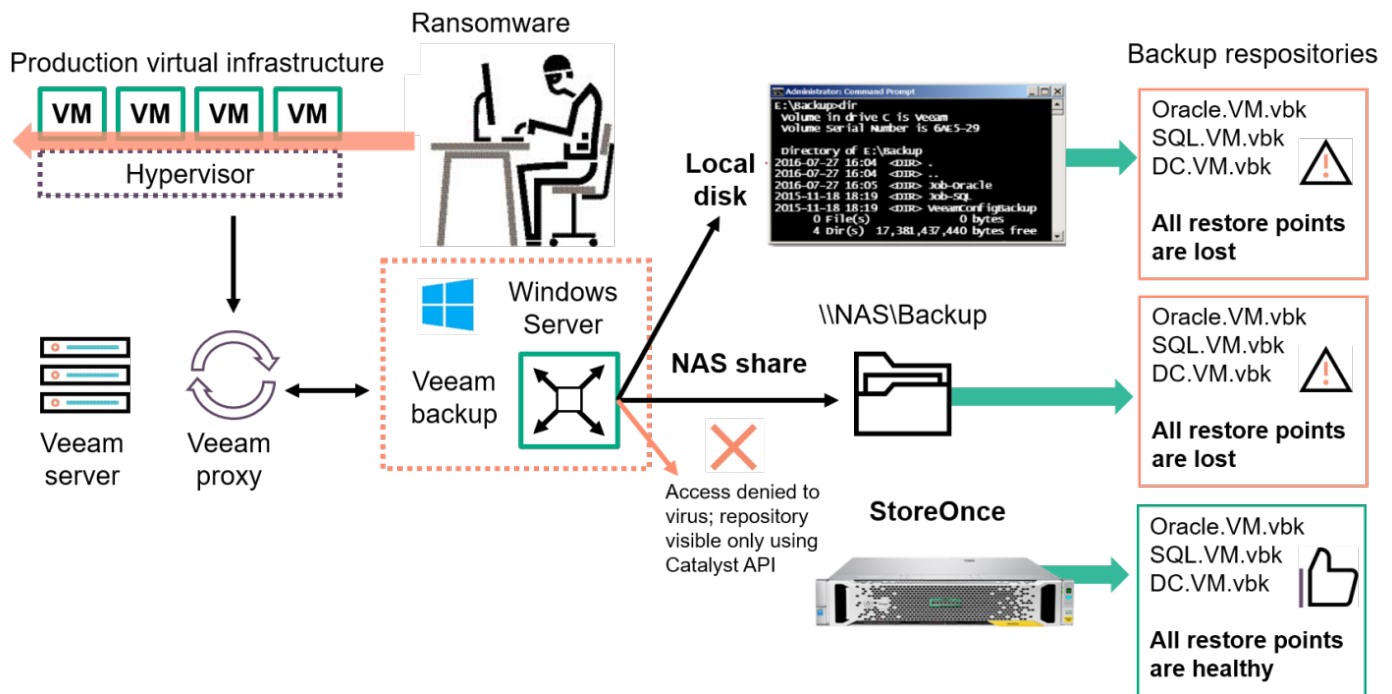 Ransomware
Production virtual infrastructure
VM VM VM VM
Hypervisor
Veeam
server
Veeam
proxy
Windows
Server
Veeam
backup
Local
disk
Administrator: Command Prompt
E:\Backup>dir
Volume in drive C is Veeam
Volume Serial Number is 6AE5-29
Directory of E:\Backup
2016-07-27 16:04 <DIR> .
2016-07-27 16:04 <DIR> ..
2016-07-27 16:05 <DIR> Job-Oracle
2015-11-18 18:19 <DIR> Job-SQL
2015-11-18 18:19 <DIR> VeeamConfigBackup
0 File(s) 0 bytes
4 Dir(s) 17,381,437,440 bytes free
NAS share
\\NAS\Backup
Access denied to
virus; repository
visible only using
Catalyst API
StoreOnce
Backup respositories
Oracle.VM.vbk
SQL.VM.vbk
DC.VM.vbk
All restore points
are lost
Oracle.VM.vbk
SQL.VM.vbk
DC.VM.vbk
All restore points
are lost
Oracle.VM.vbk
SQL.VM.vbk
DC.VM.vbk
All restore points
are healthy